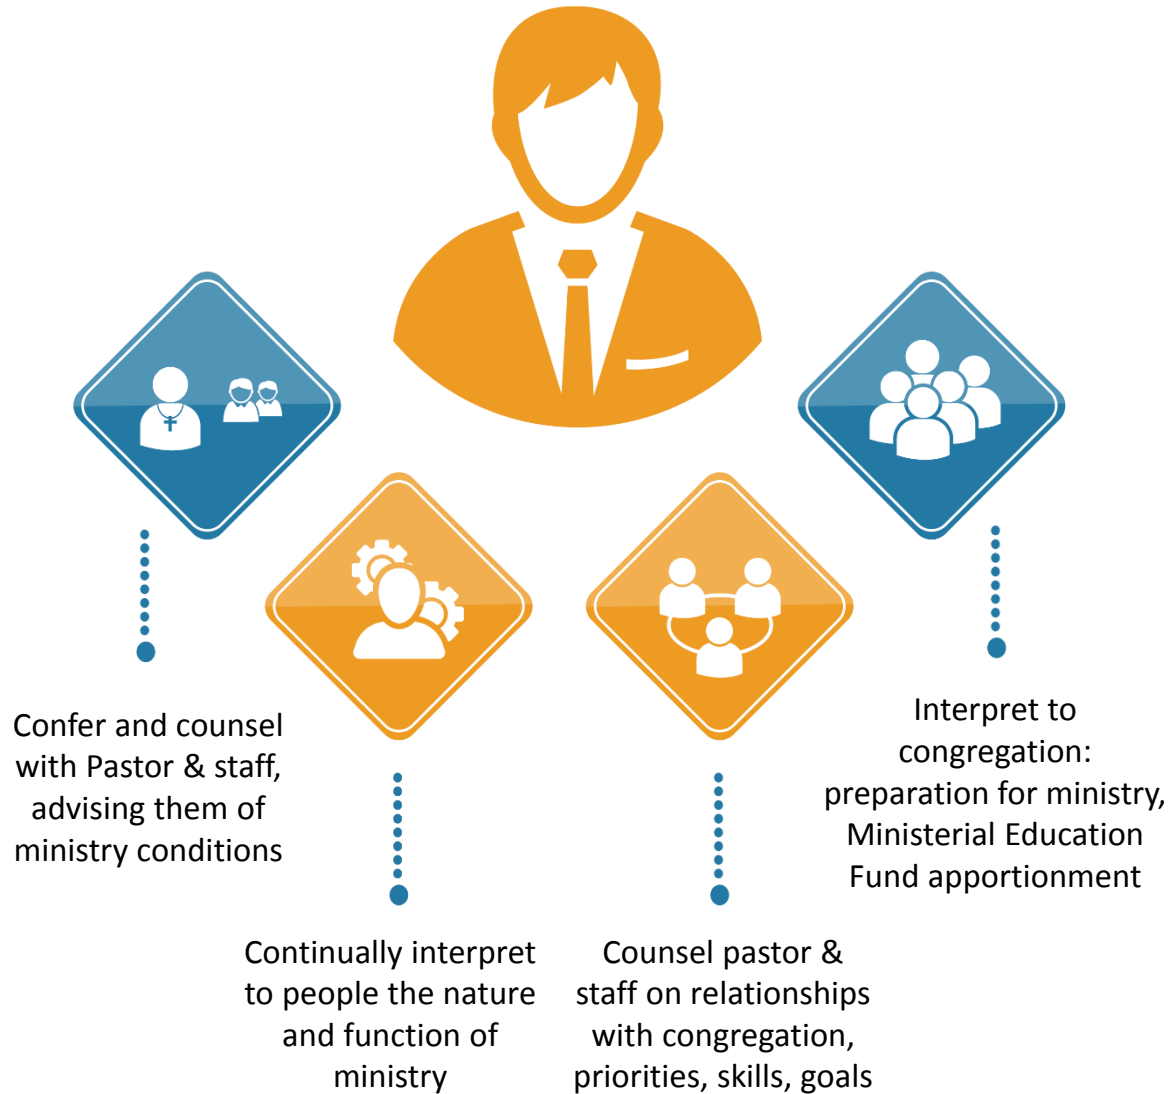 Confer and counsel
with Pastor & staff,
advising them of
ministry conditions
Continually interpret
to people the nature
and function of
ministry
Counsel pastor &
staff on relationships
with congregation,
priorities, skills, goals
Interpret to
congregation:
preparation for ministry,
Ministerial Education
Fund apportionment